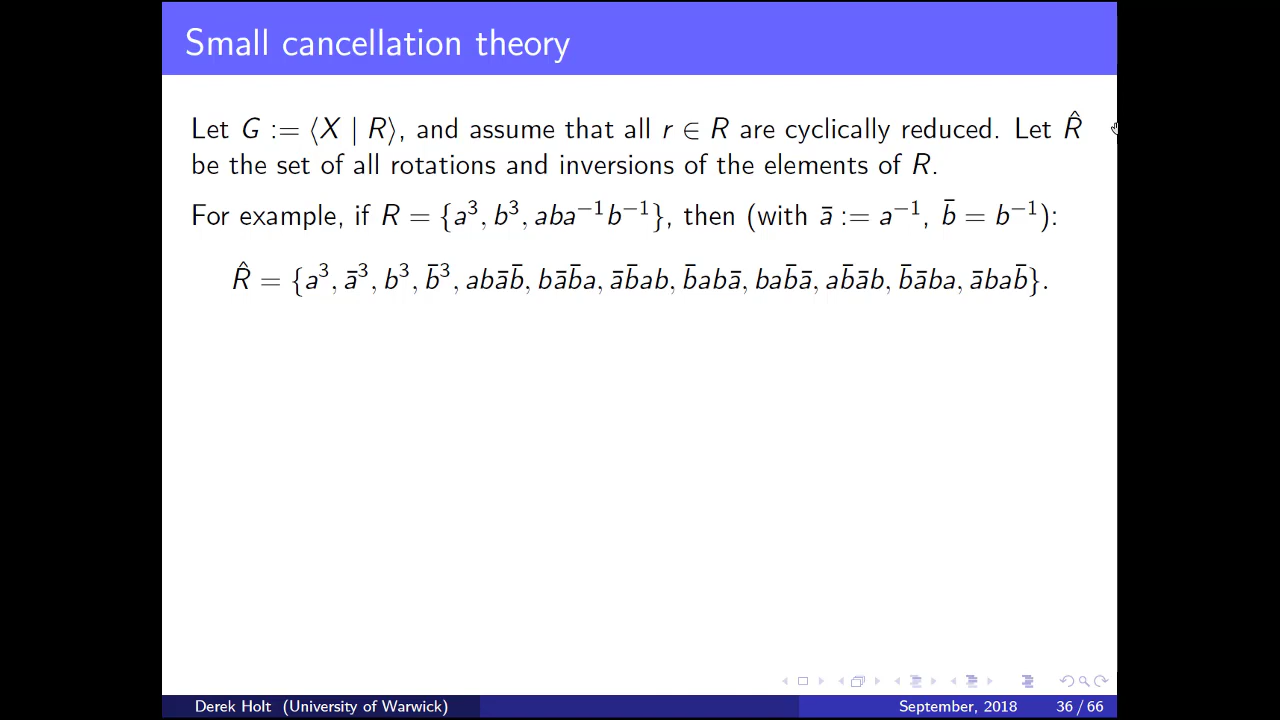 Small cancellation theory
Let G := ⟨X | R⟩, and assume that all r ∈ R are cyclically reduced. Let R̂
be the set of all rotations and inversions of the elements of R.
For example, if R = {a³, b³, aba⁻¹b⁻¹}, then (with ā := a⁻¹, b̄ = b⁻¹):
R̂ = {a³, ā³, b³, b̄³, abāb̄, bāb̄a, āb̄ab, b̄abā, bab̄ā, ab̄āb, b̄āba, ābab̄}.
Derek Holt (University of Warwick) September, 2018 36 / 66